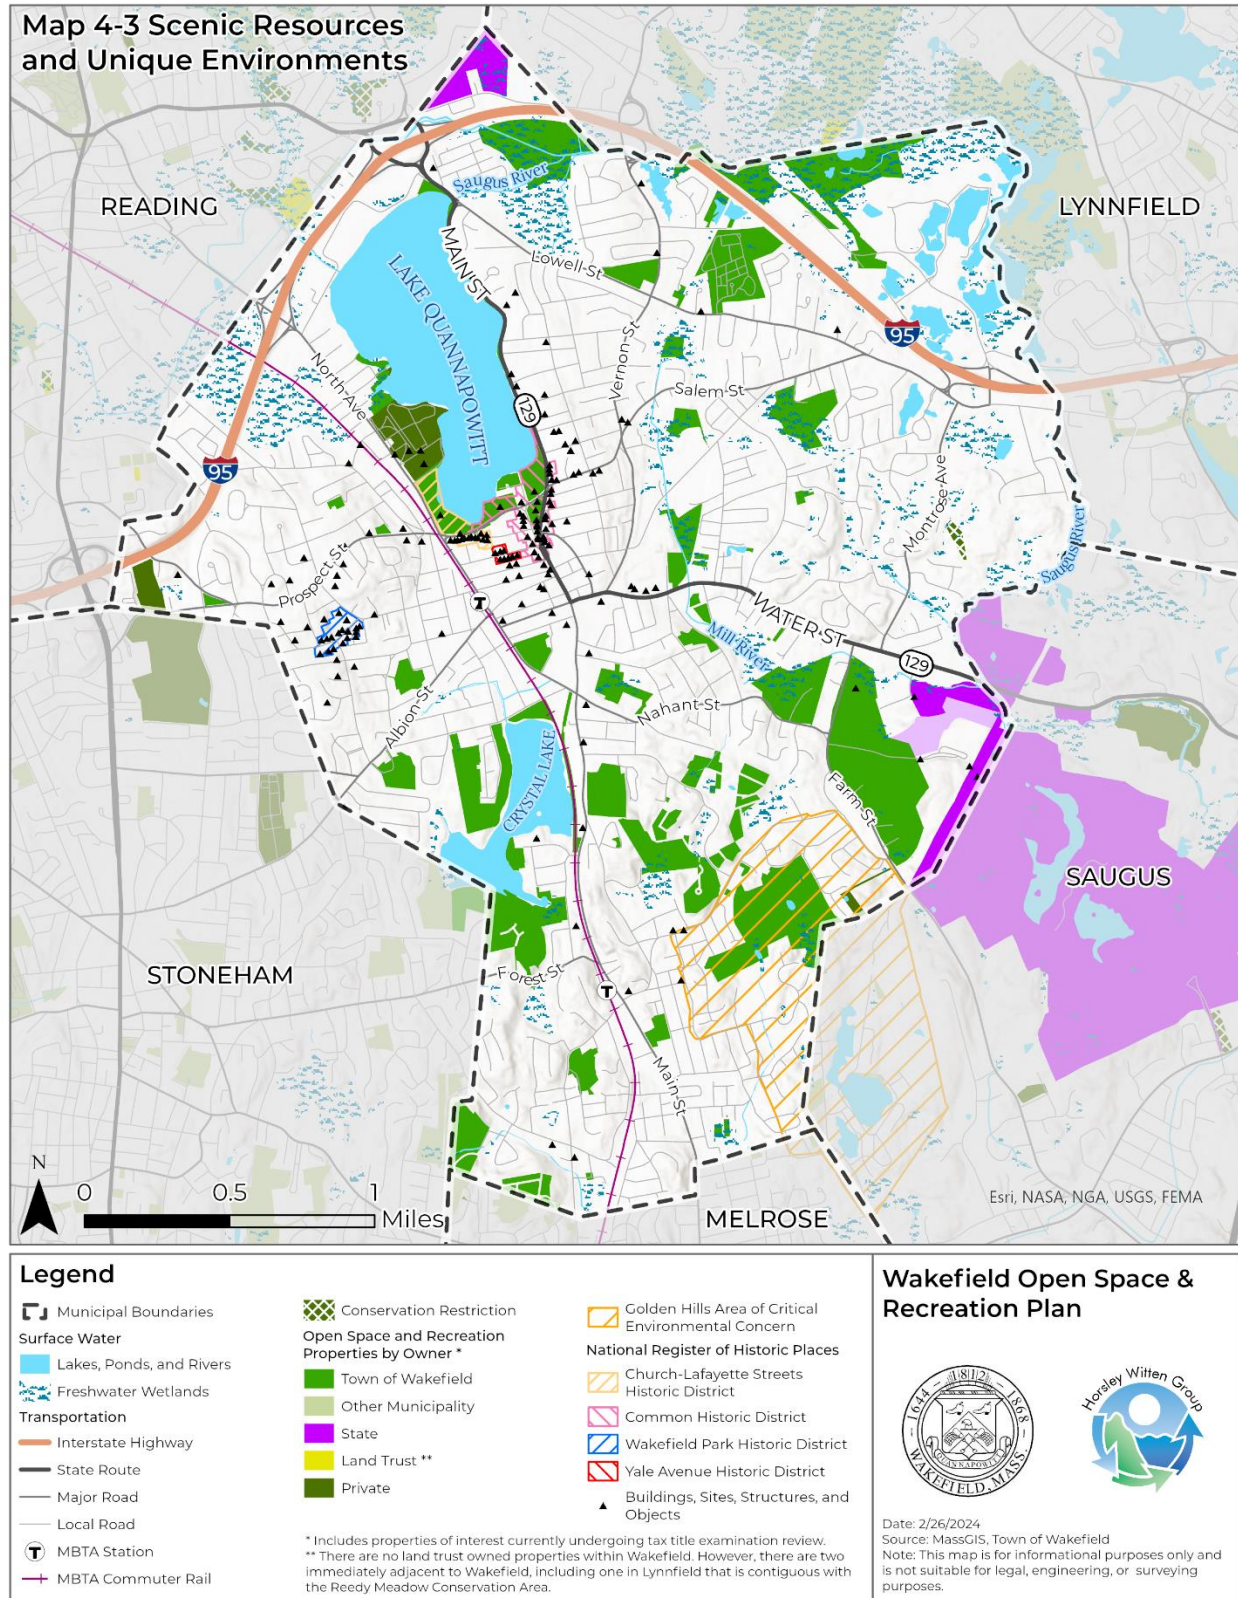 Map 4-3 Scenic Resources
and Unique Environments
READING
LYNNFIELD
Saugus River
MAIN ST
Lowell St
LAKE QUANNAPOWITT
95
North Ave
Vernon St
Salem St
129
95
Montrose Ave
Saugus River
Prospect St
T
WATER ST
Mill River
129
Albion St
Nahant St
CRYSTAL LAKE
Farm St
SAUGUS
STONEHAM
Forest St
T
Main St
N
0 0.5 1
Miles
MELROSE
Esri, NASA, NGA, USGS, FEMA
Legend
Municipal Boundaries
Surface Water
Lakes, Ponds, and Rivers
Freshwater Wetlands
Transportation
Interstate Highway
State Route
Major Road
Local Road
T MBTA Station
MBTA Commuter Rail
Conservation Restriction
Open Space and Recreation
Properties by Owner *
Town of Wakefield
Other Municipality
State
Land Trust **
Private
Golden Hills Area of Critical
Environmental Concern
National Register of Historic Places
Church-Lafayette Streets
Historic District
Common Historic District
Wakefield Park Historic District
Yale Avenue Historic District
Buildings, Sites, Structures, and
Objects
* Includes properties of interest currently undergoing tax title examination review.
** There are no land trust owned properties within Wakefield. However, there are two
immediately adjacent to Wakefield, including one in Lynnfield that is contiguous with
the Reedy Meadow Conservation Area.
Wakefield Open Space &
Recreation Plan
1644 – 1812 – 1868
QUANNAPOWITT
WAKEFIELD, MASS.
Horsley Witten Group
Date: 2/26/2024
Source: MassGIS, Town of Wakefield
Note: This map is for informational purposes only and
is not suitable for legal, engineering, or surveying
purposes.